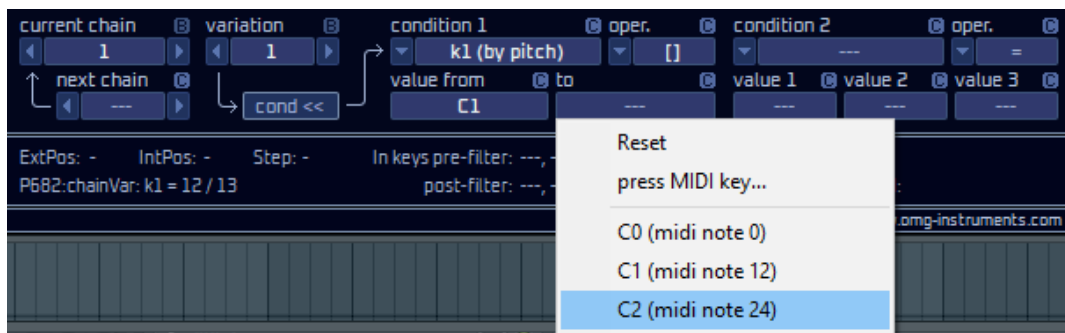 current chain B variation B condition 1 C oper. C condition 2 C oper. C
1 1 k1 (by pitch) [] --- =
next chain C value from C to C value 1 C value 2 C value 3 C
--- cond << C1 --- --- --- ---
ExtPos: - IntPos: - Step: - In keys pre-filter: ---, -
P682:chainVar: k1 = 12 / 13 post-filter: ---, - :
.omg-instruments.com
Reset
press MIDI key...
C0 (midi note 0)
C1 (midi note 12)
C2 (midi note 24)